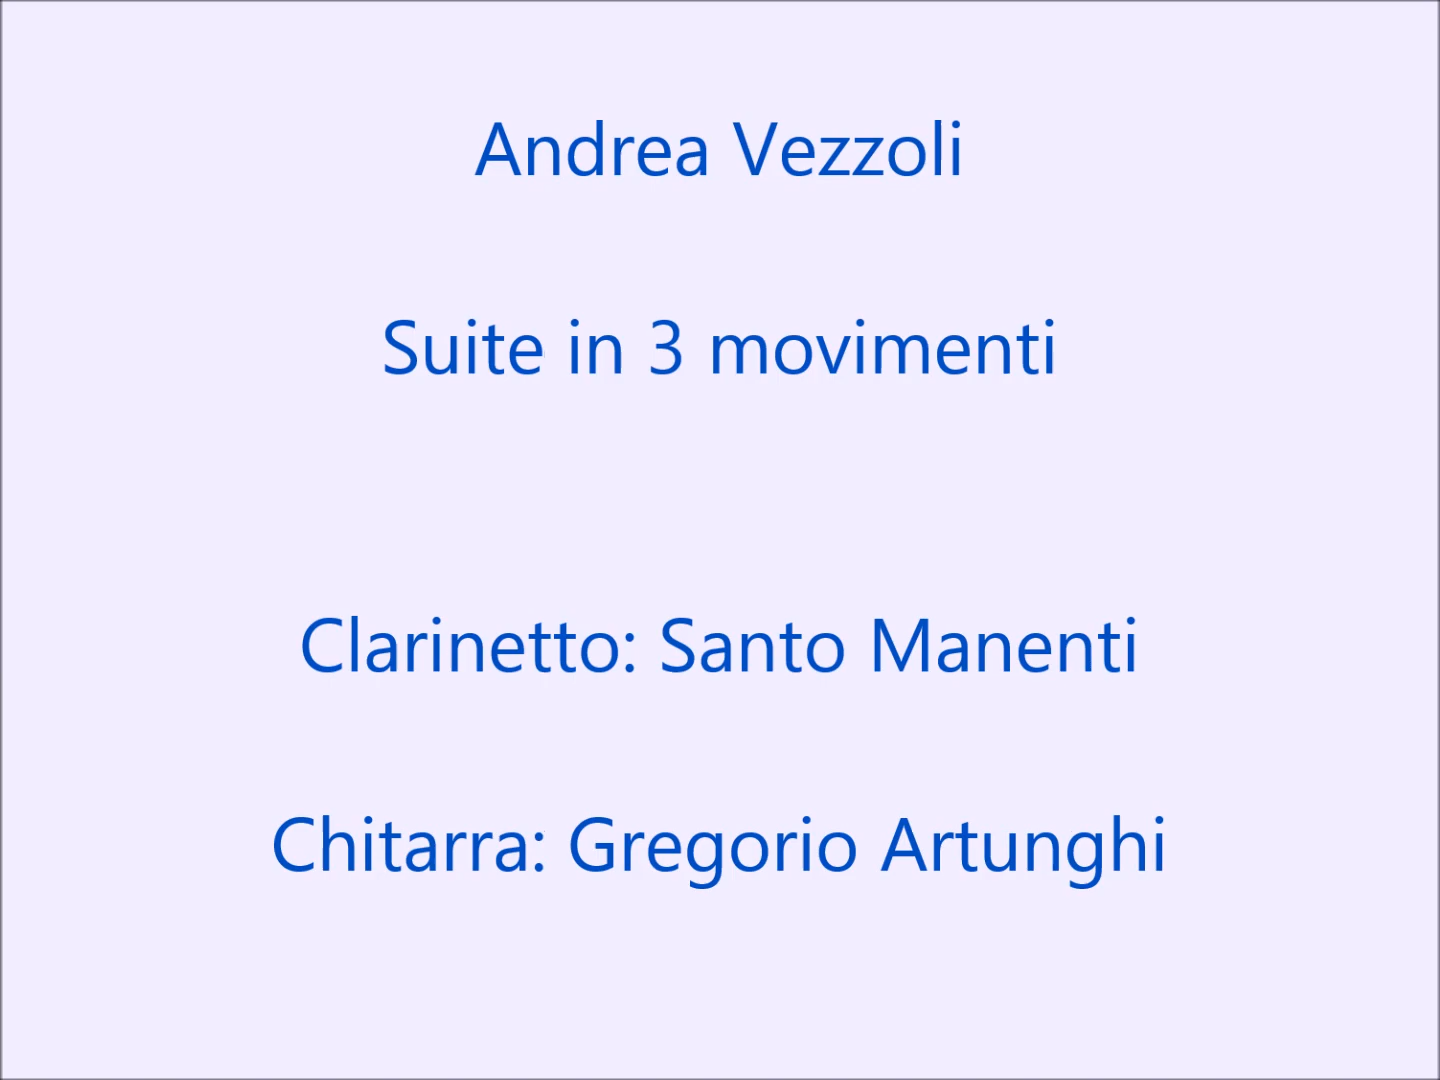 Andrea Vezzoli
Suite in 3 movimenti
Clarinetto: Santo Manenti
Chitarra: Gregorio Artunghi